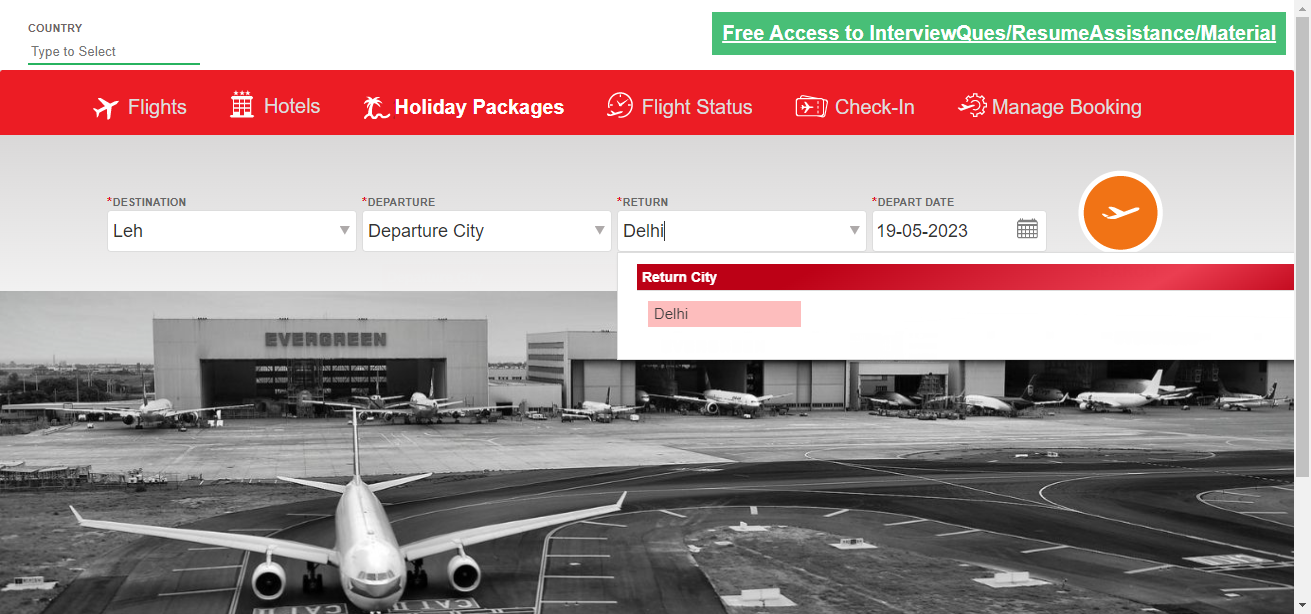 COUNTRY
Type to Select
Free Access to InterviewQues/ResumeAssistance/Material
Flights
Hotels
Holiday Packages
Flight Status
Check-In
Manage Booking
*DESTINATION
*DEPARTURE
*RETURN
*DEPART DATE
Leh
Departure City
Delhi
19-05-2023
Return City
Delhi
EVERGREEN